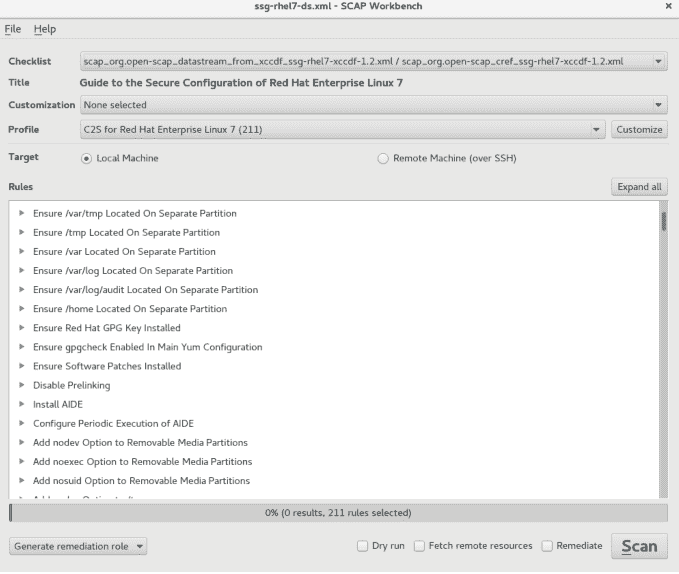 ssg-rhel7-ds.xml - SCAP Workbench
File Help
Checklist scap_org.open-scap_datastream_from_xccdf_ssg-rhel7-xccdf-1.2.xml / scap_org.open-scap_cref_ssg-rhel7-xccdf-1.2.xml
Title Guide to the Secure Configuration of Red Hat Enterprise Linux 7
Customization None selected
Profile C2S for Red Hat Enterprise Linux 7 (211) Customize
Target Local Machine Remote Machine (over SSH)
Rules Expand all
Ensure /var/tmp Located On Separate Partition
Ensure /tmp Located On Separate Partition
Ensure /var Located On Separate Partition
Ensure /var/log Located On Separate Partition
Ensure /var/log/audit Located On Separate Partition
Ensure /home Located On Separate Partition
Ensure Red Hat GPG Key Installed
Ensure gpgcheck Enabled In Main Yum Configuration
Ensure Software Patches Installed
Disable Prelinking
Install AIDE
Configure Periodic Execution of AIDE
Add nodev Option to Removable Media Partitions
Add noexec Option to Removable Media Partitions
Add nosuid Option to Removable Media Partitions
0% (0 results, 211 rules selected)
Generate remediation role Dry run Fetch remote resources Remediate Scan